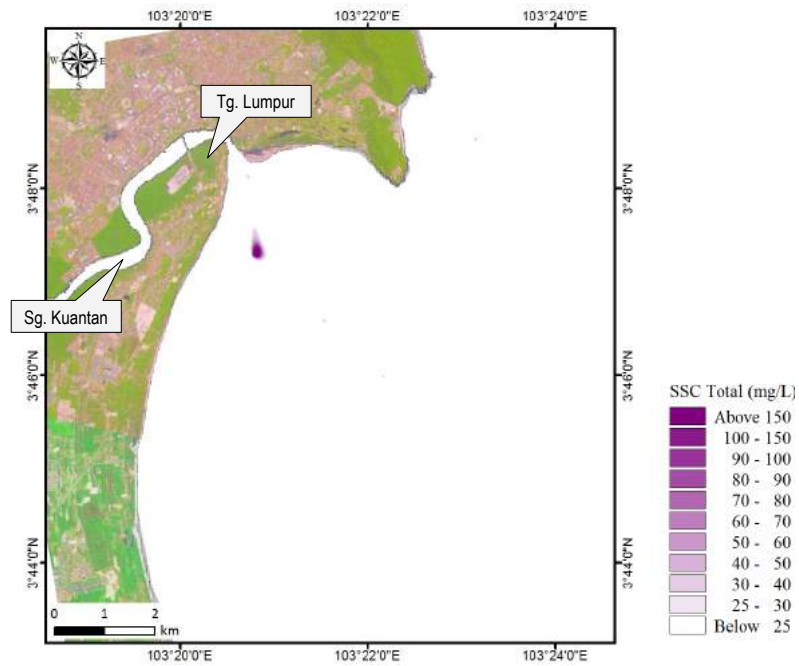 103°20'0"E 103°22'0"E 103°24'0"E
N
W E
S
Tg. Lumpur
3°48'0"N 3°48'0"N
Sg. Kuantan
3°46'0"N 3°46'0"N
SSC Total (mg/L)
Above 150
100 - 150
90 - 100
80 - 90
70 - 80
60 - 70
50 - 60
40 - 50
30 - 40
25 - 30
Below 25
3°44'0"N 3°44'0"N
0 1 2
km
103°20'0"E 103°22'0"E 103°24'0"E